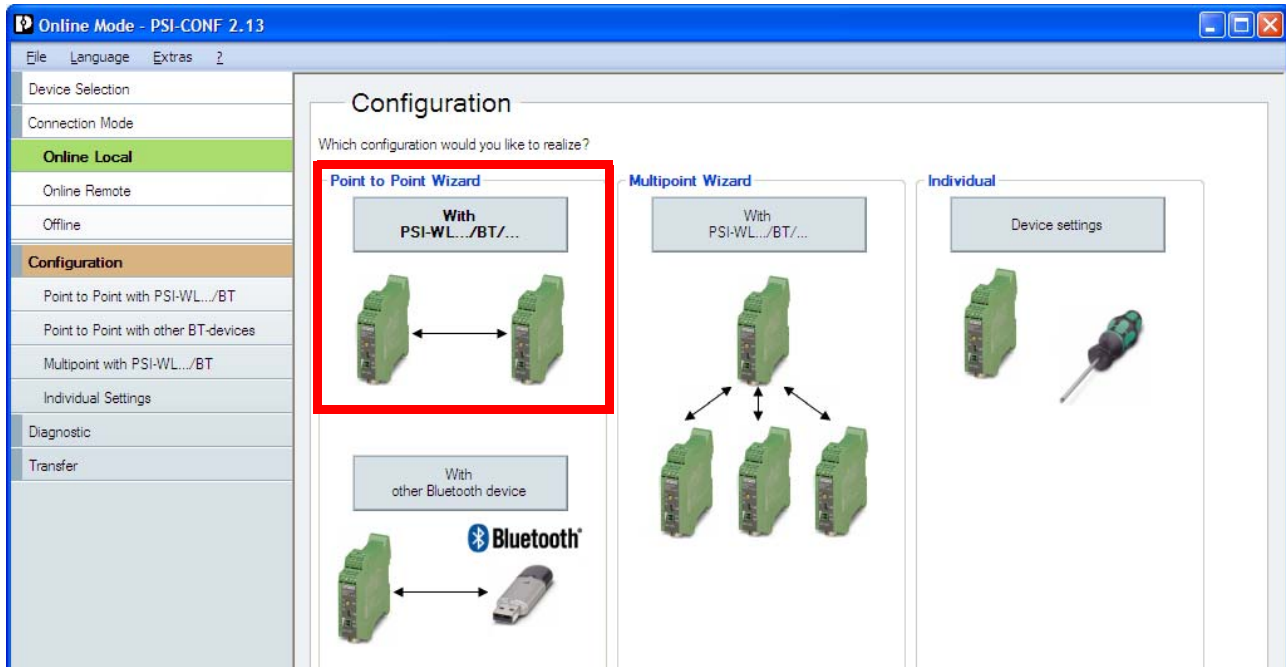 Online Mode - PSI-CONF 2.13
File Language Extras ?
Device Selection
Connection Mode
Online Local
Online Remote
Offline
Configuration
Point to Point with PSI-WL.../BT
Point to Point with other BT-devices
Multipoint with PSI-WL.../BT
Individual Settings
Diagnostic
Transfer
Configuration
Which configuration would you like to realize?
Point to Point Wizard
With
PSI-WL.../BT/...
With
other Bluetooth device
Bluetooth
Multipoint Wizard
With
PSI-WL.../BT/...
Individual
Device settings